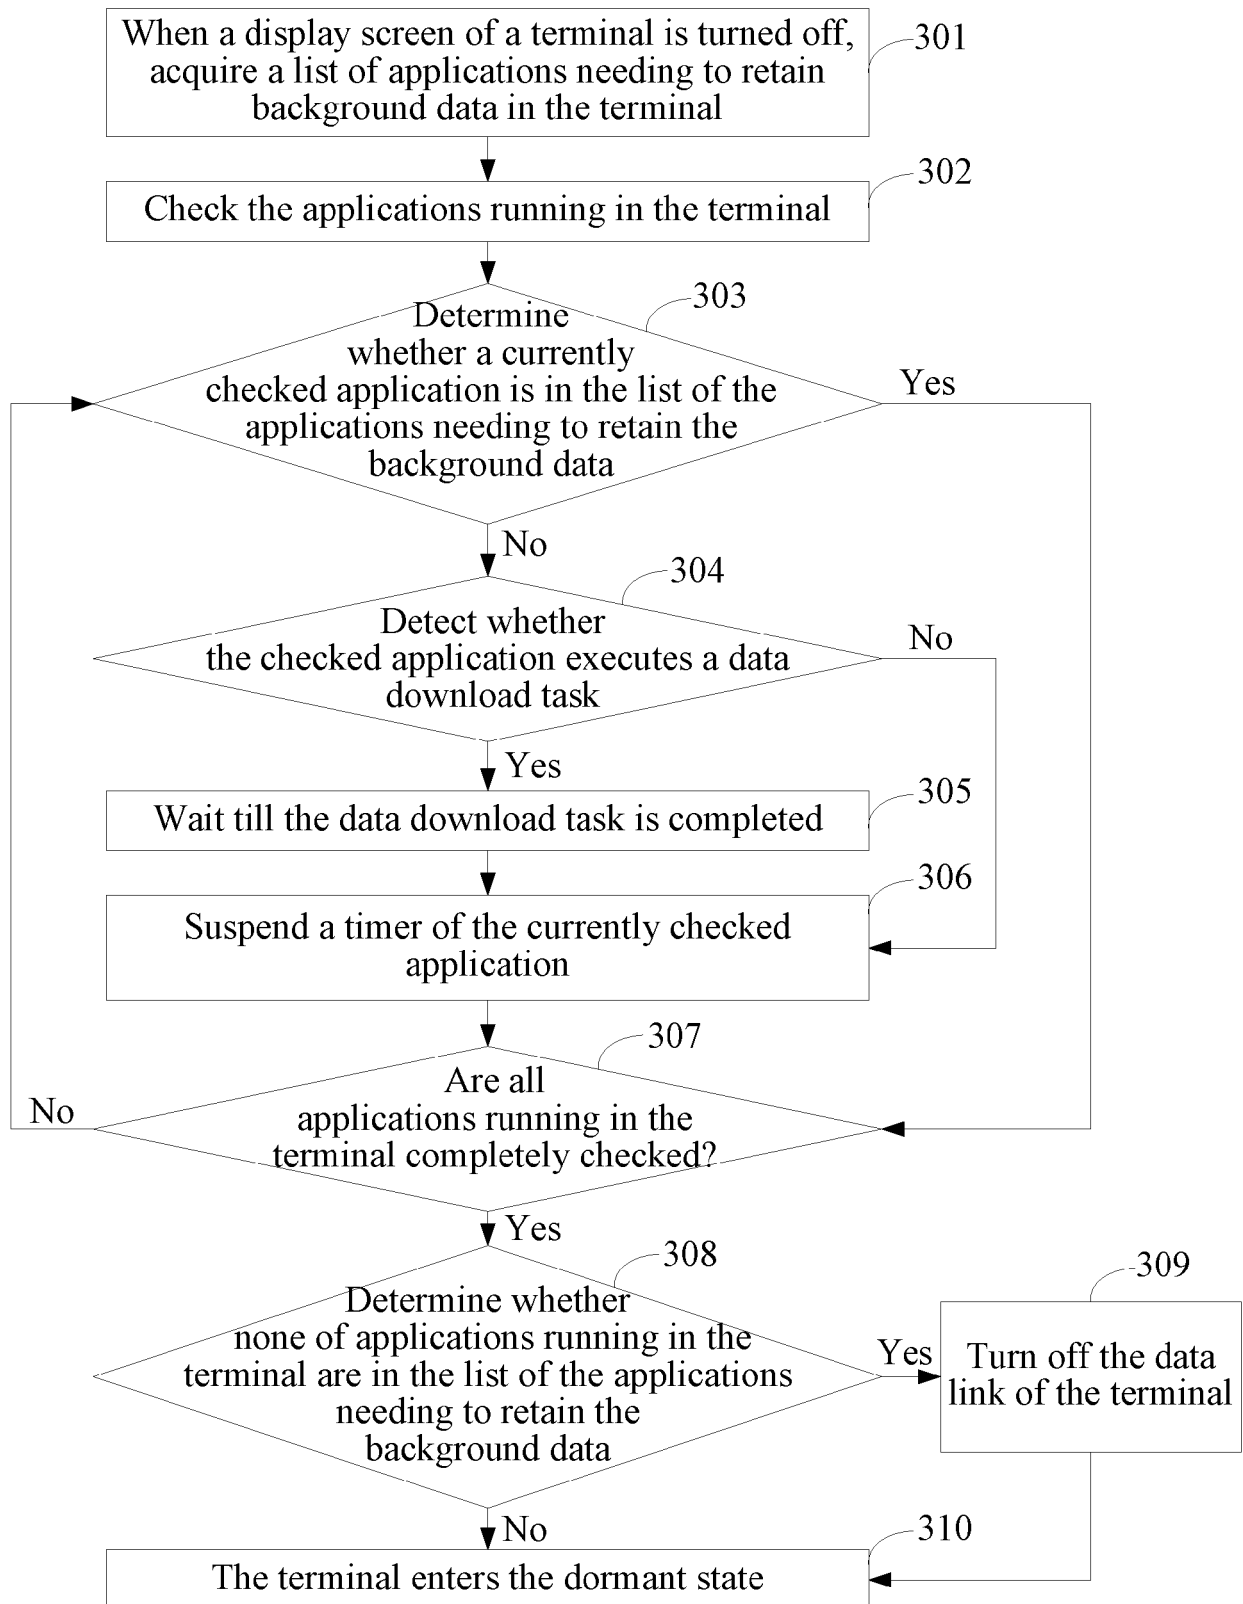 When a display screen of a terminal is turned off,
acquire a list of applications needing to retain
background data in the terminal
301
Check the applications running in the terminal
302
Determine
whether a currently
checked application is in the list of the
applications needing to retain the
background data
303
Yes
No
Detect whether
the checked application executes a data
download task
304
No
Yes
Wait till the data download task is completed
305
Suspend a timer of the currently checked
application
306
Are all
applications running in the
terminal completely checked?
307
No
Yes
Determine whether
none of applications running in the
terminal are in the list of the applications
needing to retain the
background data
308
Yes
Turn off the data
link of the terminal
309
No
The terminal enters the dormant state
310